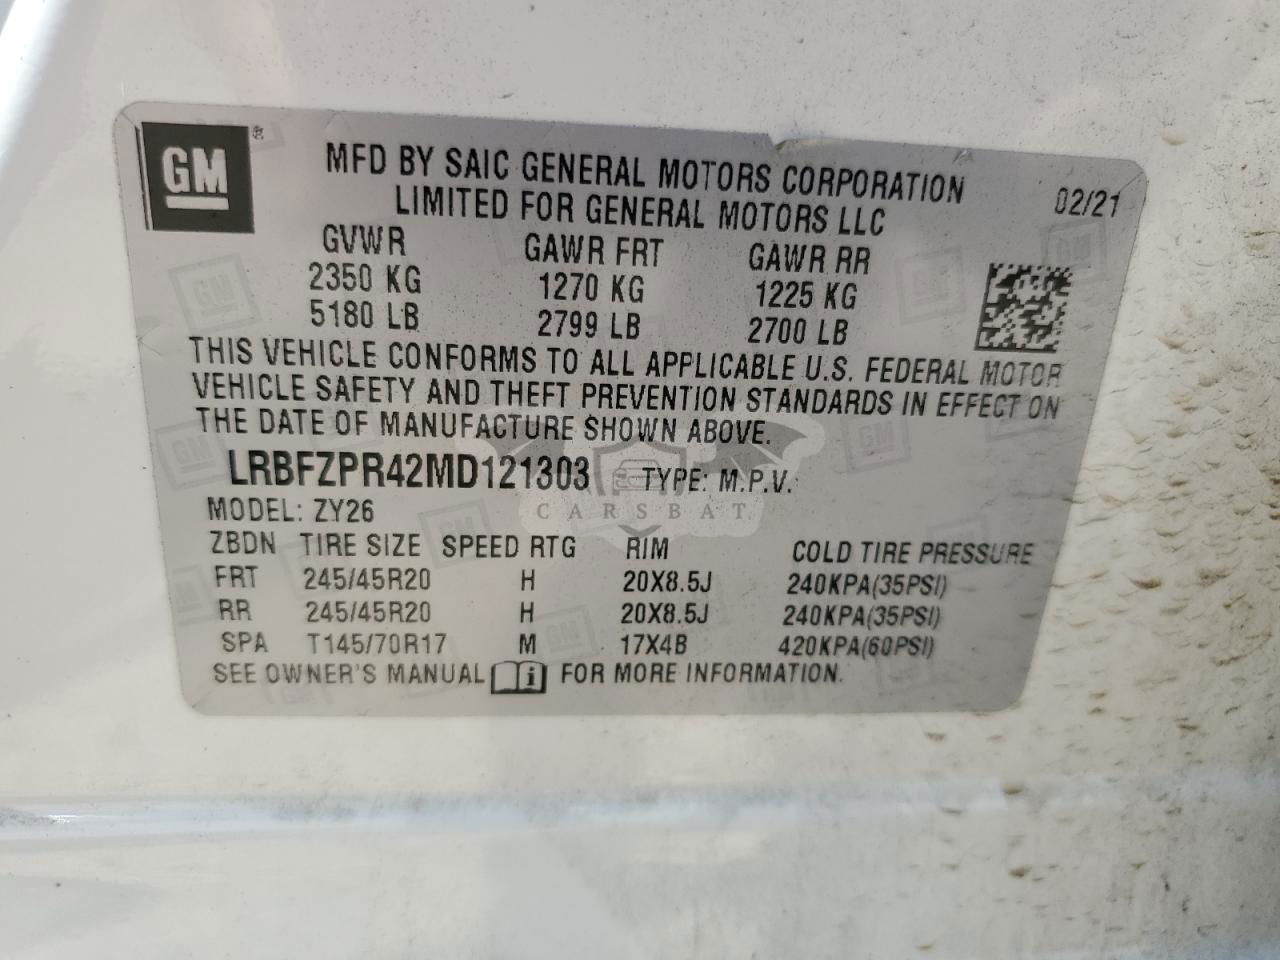 GM ®
MFD BY SAIC GENERAL MOTORS CORPORATION
LIMITED FOR GENERAL MOTORS LLC
02/21
GVWR GAWR FRT GAWR RR
2350 KG 1270 KG 1225 KG
5180 LB 2799 LB 2700 LB
THIS VEHICLE CONFORMS TO ALL APPLICABLE U.S. FEDERAL MOTOR
VEHICLE SAFETY AND THEFT PREVENTION STANDARDS IN EFFECT ON
THE DATE OF MANUFACTURE SHOWN ABOVE.
LRBFZPR42MD121303 TYPE: M.P.V.
CARSBAT
MODEL: ZY26
ZBDN TIRE SIZE SPEED RTG RIM COLD TIRE PRESSURE
FRT 245/45R20 H 20X8.5J 240KPA(35PSI)
RR 245/45R20 H 20X8.5J 240KPA(35PSI)
SPA T145/70R17 M 17X4B 420KPA(60PSI)
SEE OWNER'S MANUAL i FOR MORE INFORMATION.